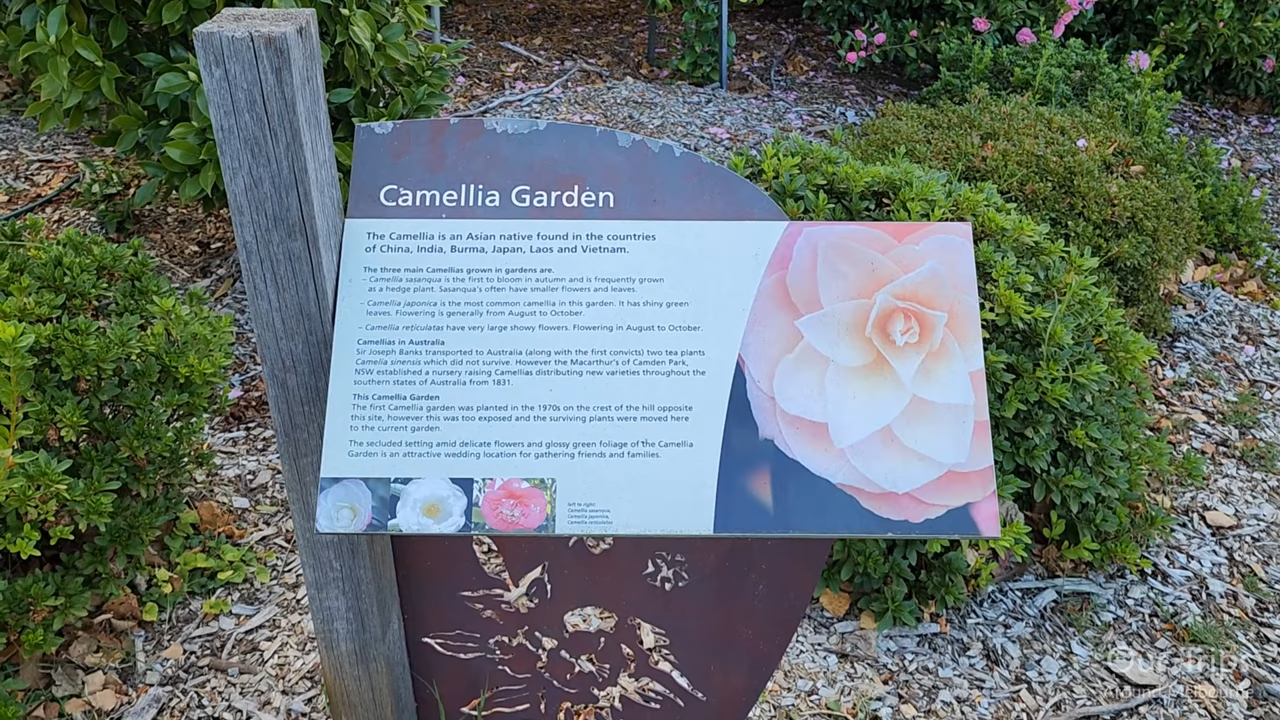 Camellia Garden
The Camellia is an Asian native found in the countries
of China, India, Burma, Japan, Laos and Vietnam.
The three main Camellias grown in gardens are.
– Camellia sasanqua is the first to bloom in autumn and is frequently grown
as a hedge plant. Sasanqua's often have smaller flowers and leaves.
– Camellia japonica is the most common camellia in this garden. It has shiny green
leaves. Flowering is generally from August to October.
– Camellia reticulatas have very large showy flowers. Flowering in August to October.
Camellias in Australia
Sir Joseph Banks transported to Australia (along with the first convicts) two tea plants
Camelia sinensis which did not survive. However the Macarthur's of Camden Park,
NSW established a nursery raising Camellias distributing new varieties throughout the
southern states of Australia from 1831.
This Camellia Garden
The first Camellia garden was planted in the 1970s on the crest of the hill opposite
this site, however this was too exposed and the surviving plants were moved here
to the current garden.
The secluded setting amid delicate flowers and glossy green foliage of the Camellia
Garden is an attractive wedding location for gathering friends and families.
left to right:
Camellia sasanqua,
Camellia japonica,
Camellia reticulatas
Our Trips
Around Melbourne